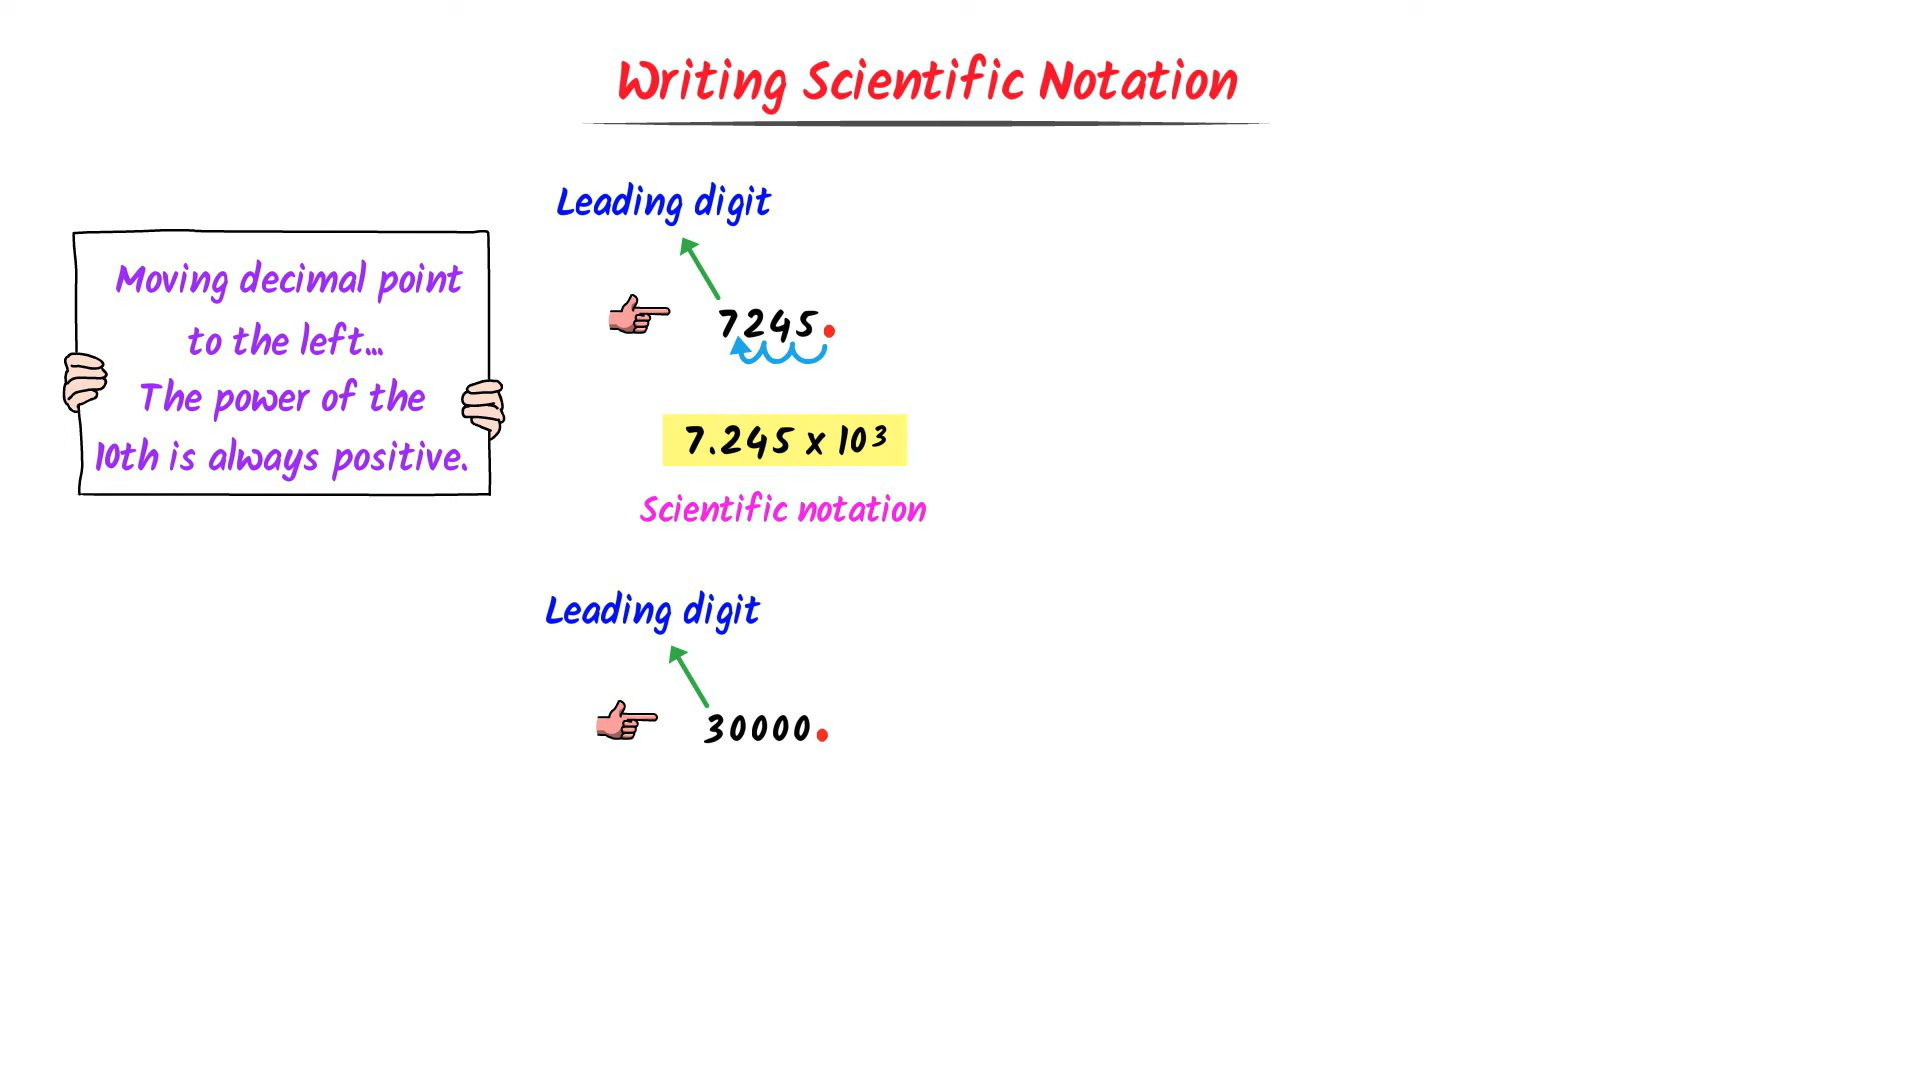 Writing Scientific Notation
Moving decimal point
to the left...
The power of the
10th is always positive.
Leading digit
7245.
7.245 x 10³
Scientific notation
Leading digit
30000.